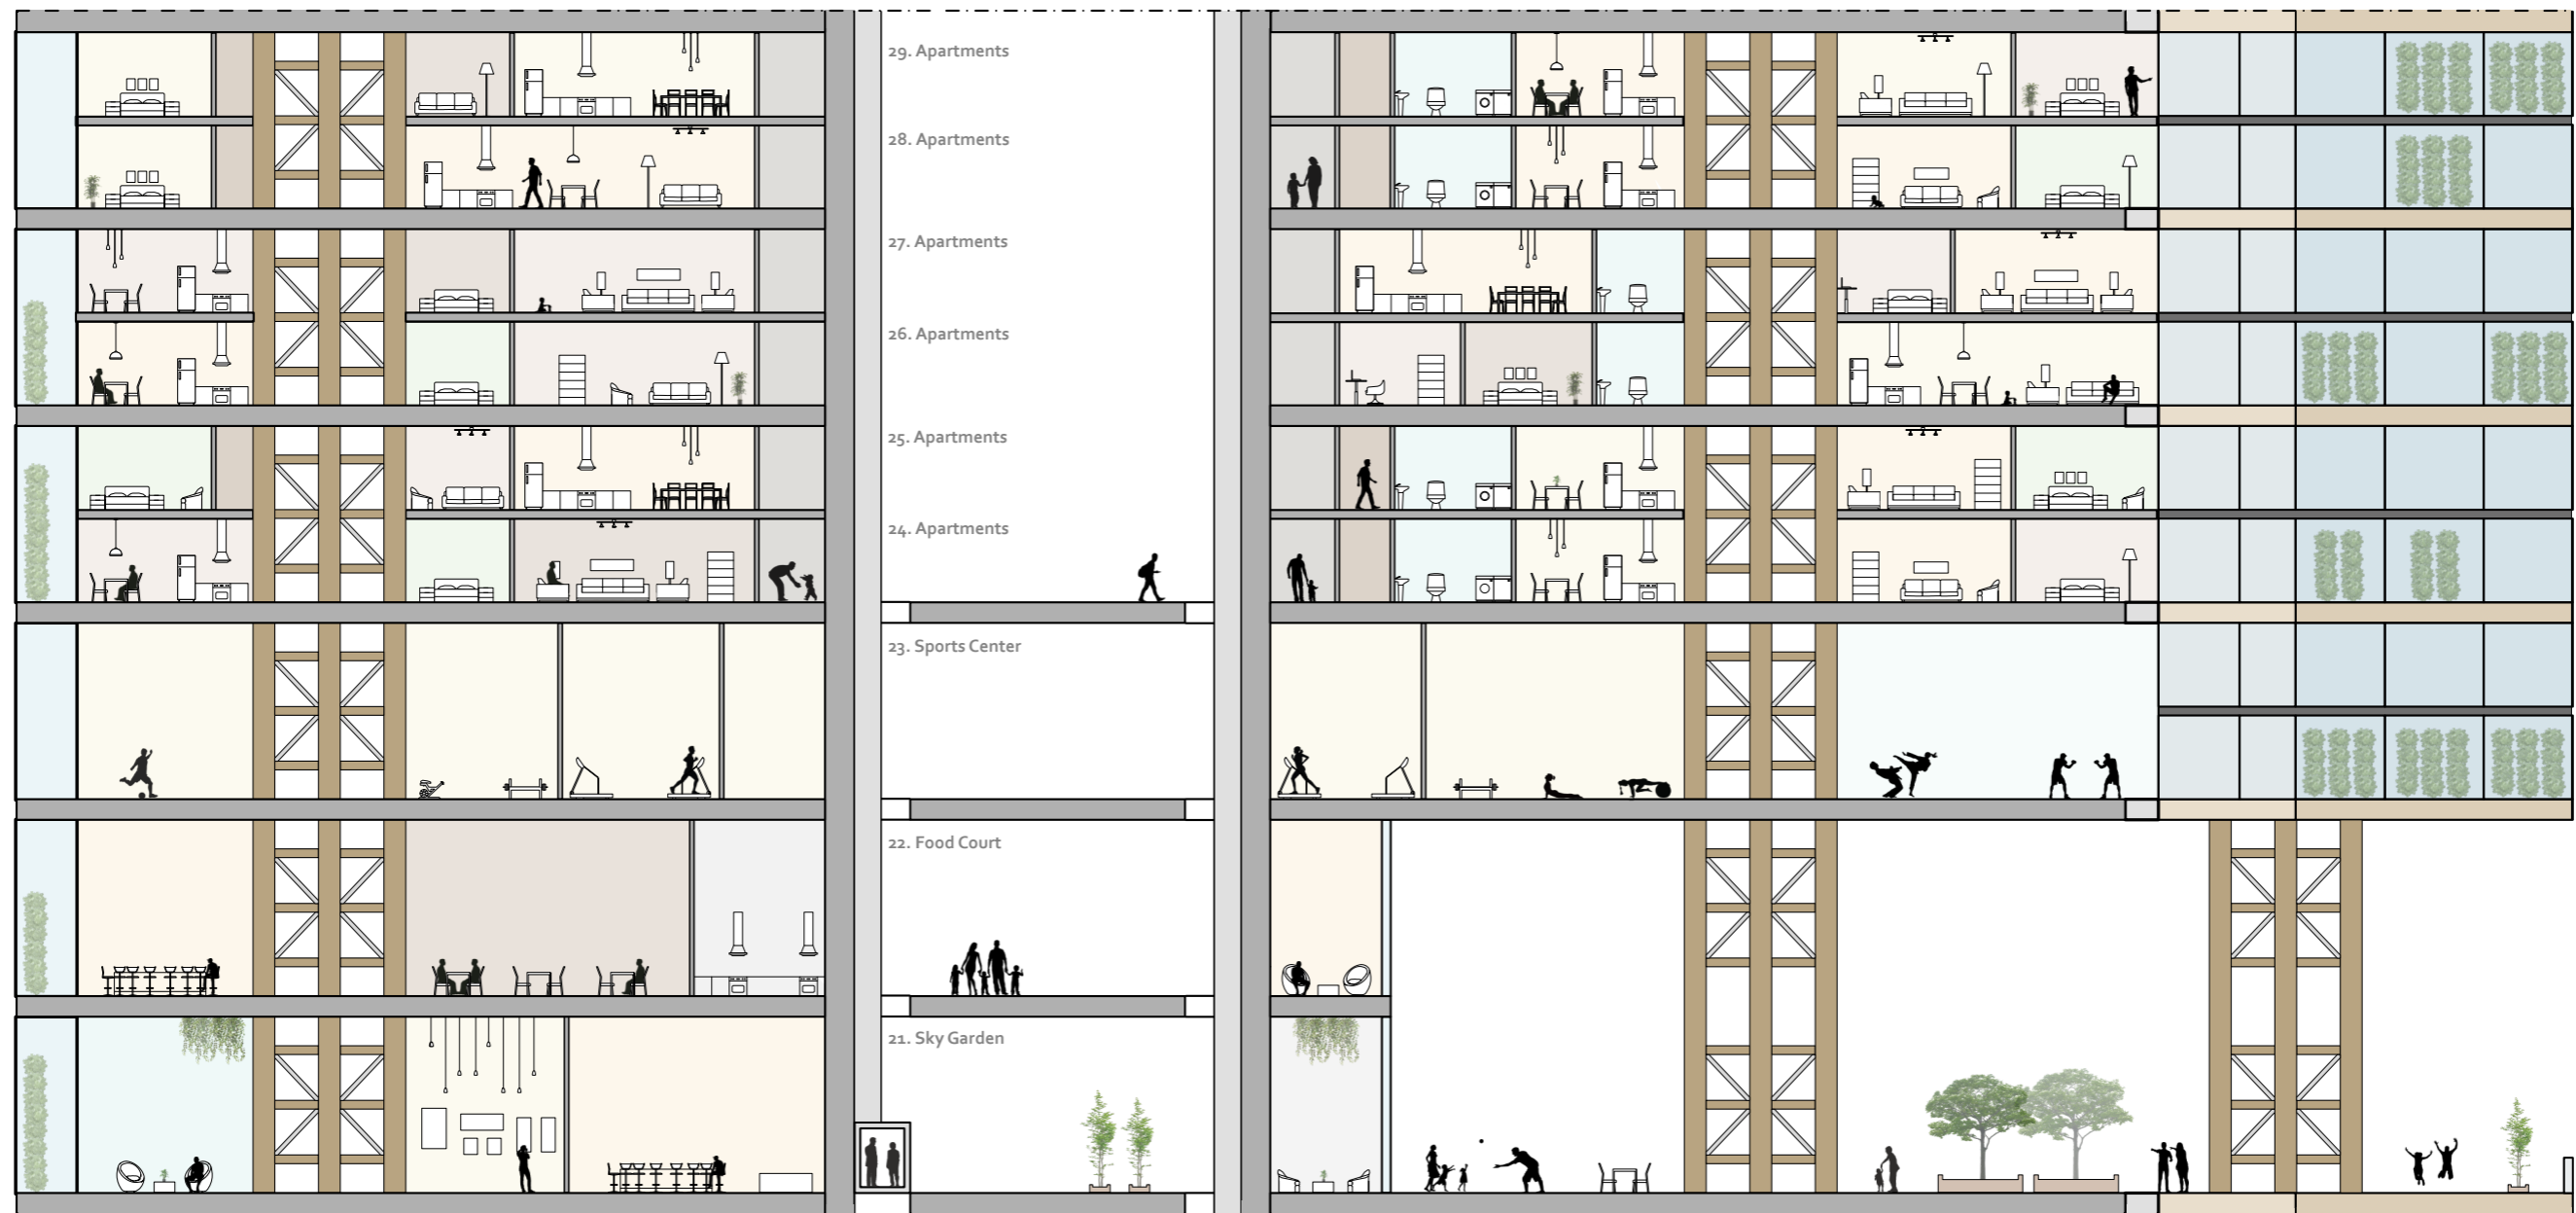 29. Apartments
28. Apartments
27. Apartments
26. Apartments
25. Apartments
24. Apartments
23. Sports Center
22. Food Court
21. Sky Garden